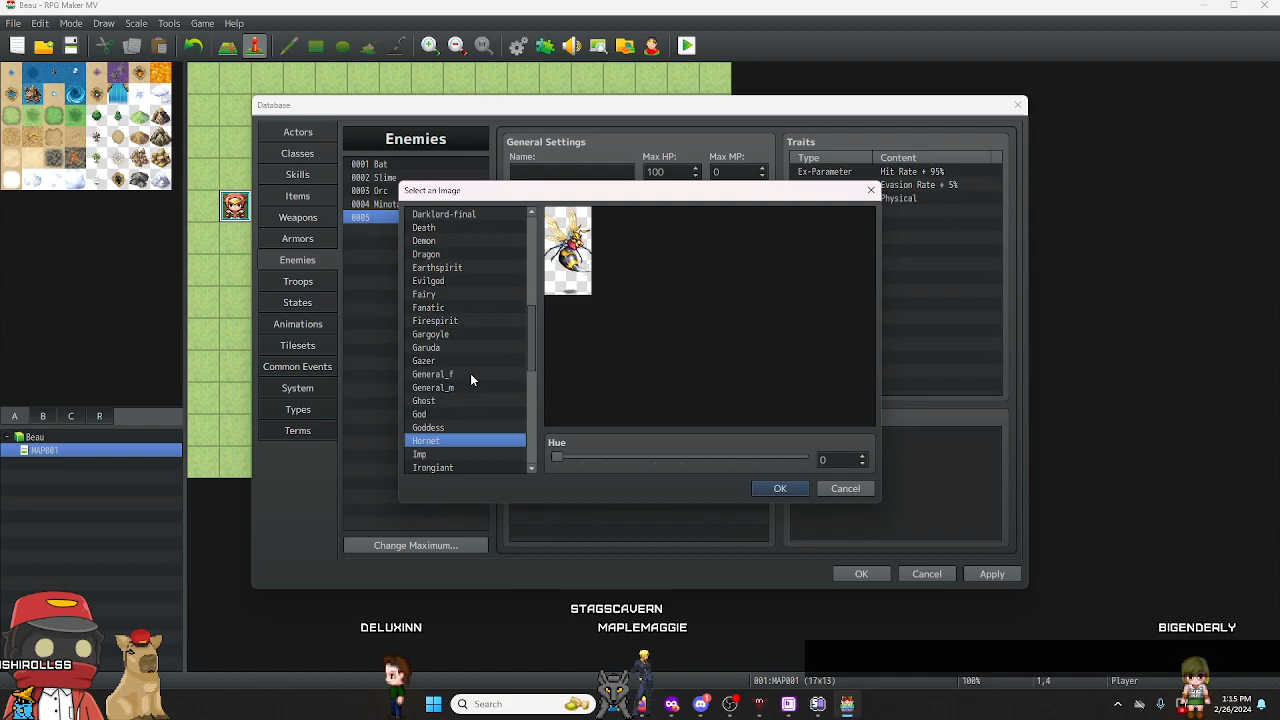 Beau - RPG Maker MV
File Edit Mode Draw Scale Tools Game Help
Database
Actors
Classes
Skills
Items
Weapons
Armors
Enemies
Troops
States
Animations
Tilesets
Common Events
System
Types
Terms
Enemies
0001 Bat
0002 Slime
0003 Orc
0004 Minota
0005
Change Maximum...
General Settings
Name: Max HP: Max MP:
100 0
Traits
Type Content
Ex-Parameter Hit Rate + 95%
Evasion Rate + 5%
Physical
Select an Image
Darklord-final
Death
Demon
Dragon
Earthspirit
Evilgod
Fairy
Fanatic
Firespirit
Gargoyle
Garuda
Gazer
General_f
General_m
Ghost
God
Goddess
Hornet
Imp
Irongiant
Hue
0
OK Cancel
OK Cancel Apply
A B C R
Beau
MAP001
STAGSCAVERN
DELUXINN MAPLEMAGGIE BIGENDERLY
ISHIROLLSS
001:MAP001 (17x13) 100% 1,4 Player
Search
1:15 PM
2/26/2024